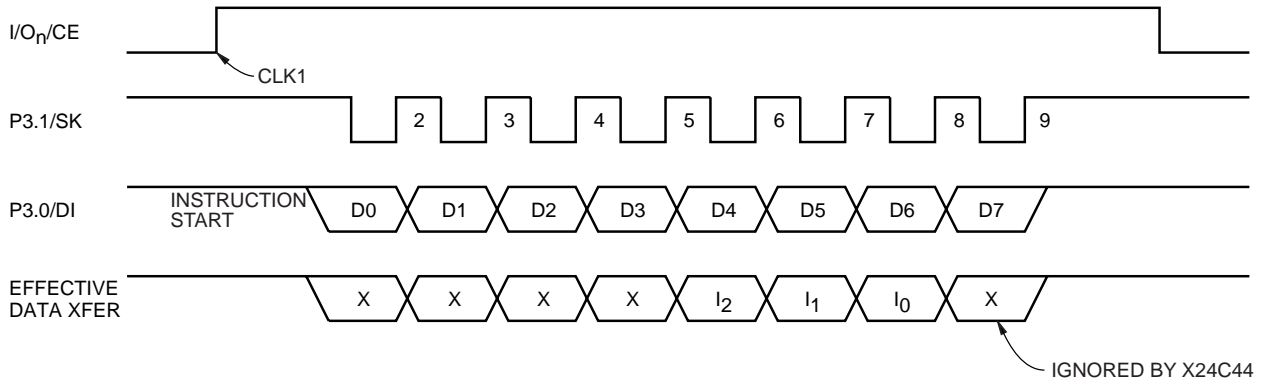 I/On/CE
CLK1
P3.1/SK
2 3 4 5 6 7 8 9
P3.0/DI
INSTRUCTION
START
D0 D1 D2 D3 D4 D5 D6 D7
EFFECTIVE
DATA XFER
X X X X I2 I1 I0 X
IGNORED BY X24C44